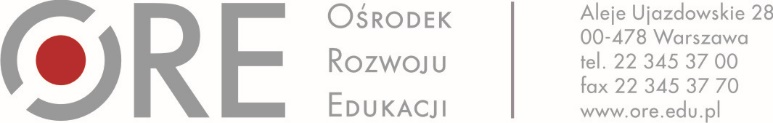 ORE
Ośrodek
Rozwoju
Edukacji
Aleje Ujazdowskie 28
00-478 Warszawa
tel. 22 345 37 00
fax 22 345 37 70
www.ore.edu.pl